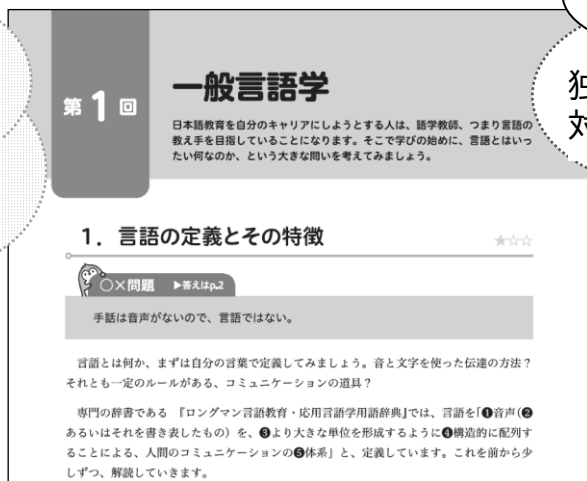 第1回
一般言語学
日本語教育を自分のキャリアにしようとする人は、語学教師、つまり言語の
教え手を目指していることになります。そこで学びの始めに、言語とはいっ
たい何なのか、という大きな問いを考えてみましょう。
独
対
1．言語の定義とその特徴
★☆☆
○×問題 ▶答えはp.2
手話は音声がないので、言語ではない。
言語とは何か、まずは自分の言葉で定義してみましょう。音と文字を使った伝達の方法？
それとも一定のルールがある、コミュニケーションの道具？
専門の辞書である 『ロングマン言語教育・応用言語学用語辞典』では、言語を「❶音声（❷
あるいはそれを書き表したもの）を、❸より大きな単位を形成するように❹構造的に配列す
ることによる、人間のコミュニケーションの❺体系」と、定義しています。これを前から少
しずつ、解説していきます。